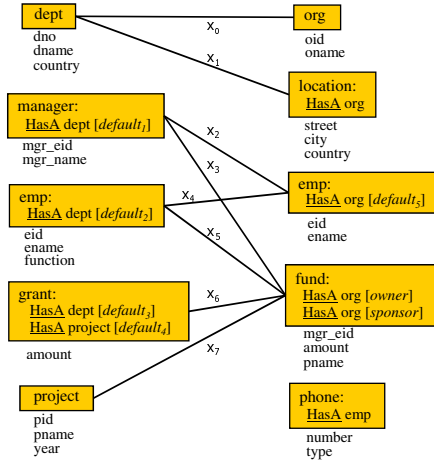 dept
dno
dname
country
manager:
HasA dept [default₁]
mgr_eid
mgr_name
emp:
HasA dept [default₂]
eid
ename
function
grant:
HasA dept [default₃]
HasA project [default₄]
amount
project
pid
pname
year
x₀
x₁
x₂
x₃
x₄
x₅
x₆
x₇
org
oid
oname
location:
HasA org
street
city
country
emp:
HasA org [default₅]
eid
ename
fund:
HasA org [owner]
HasA org [sponsor]
mgr_eid
amount
pname
phone:
HasA emp
number
type